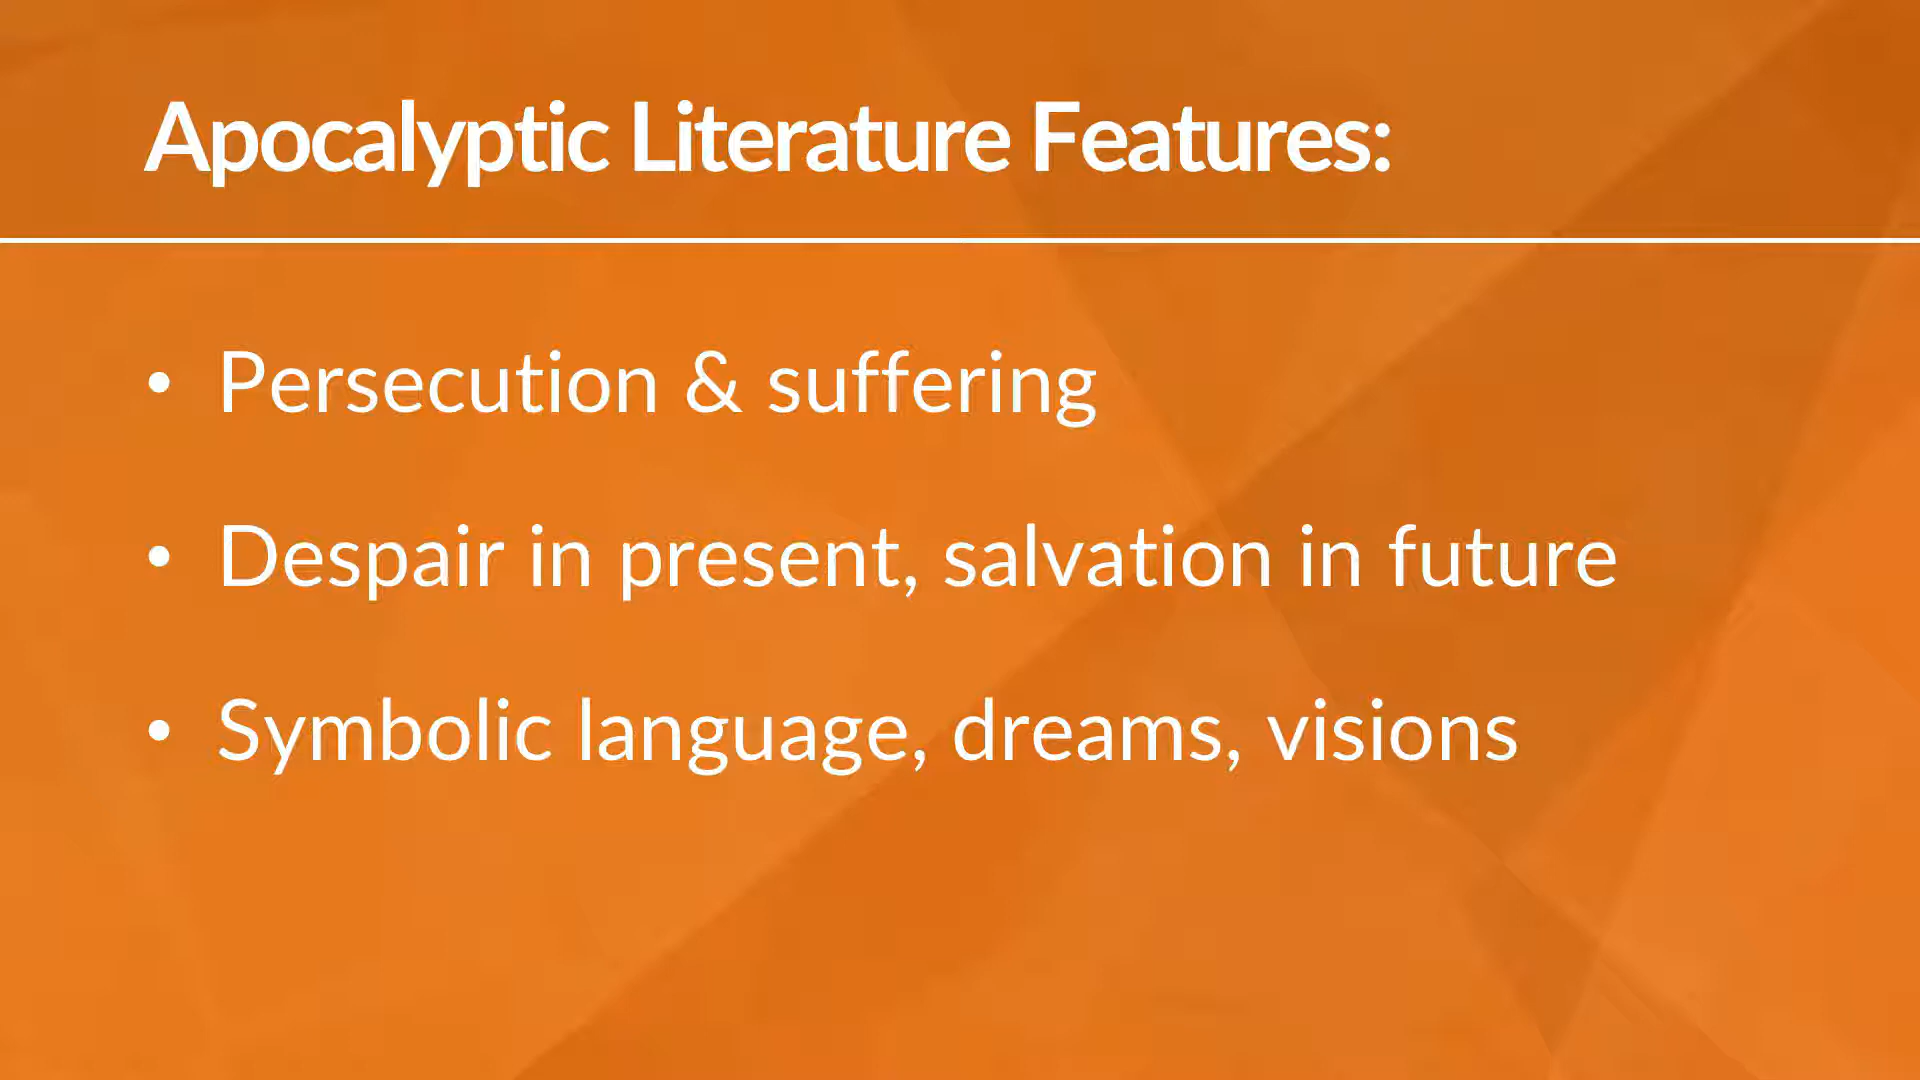 Apocalyptic Literature Features:
• Persecution & suffering
• Despair in present, salvation in future
• Symbolic language, dreams, visions